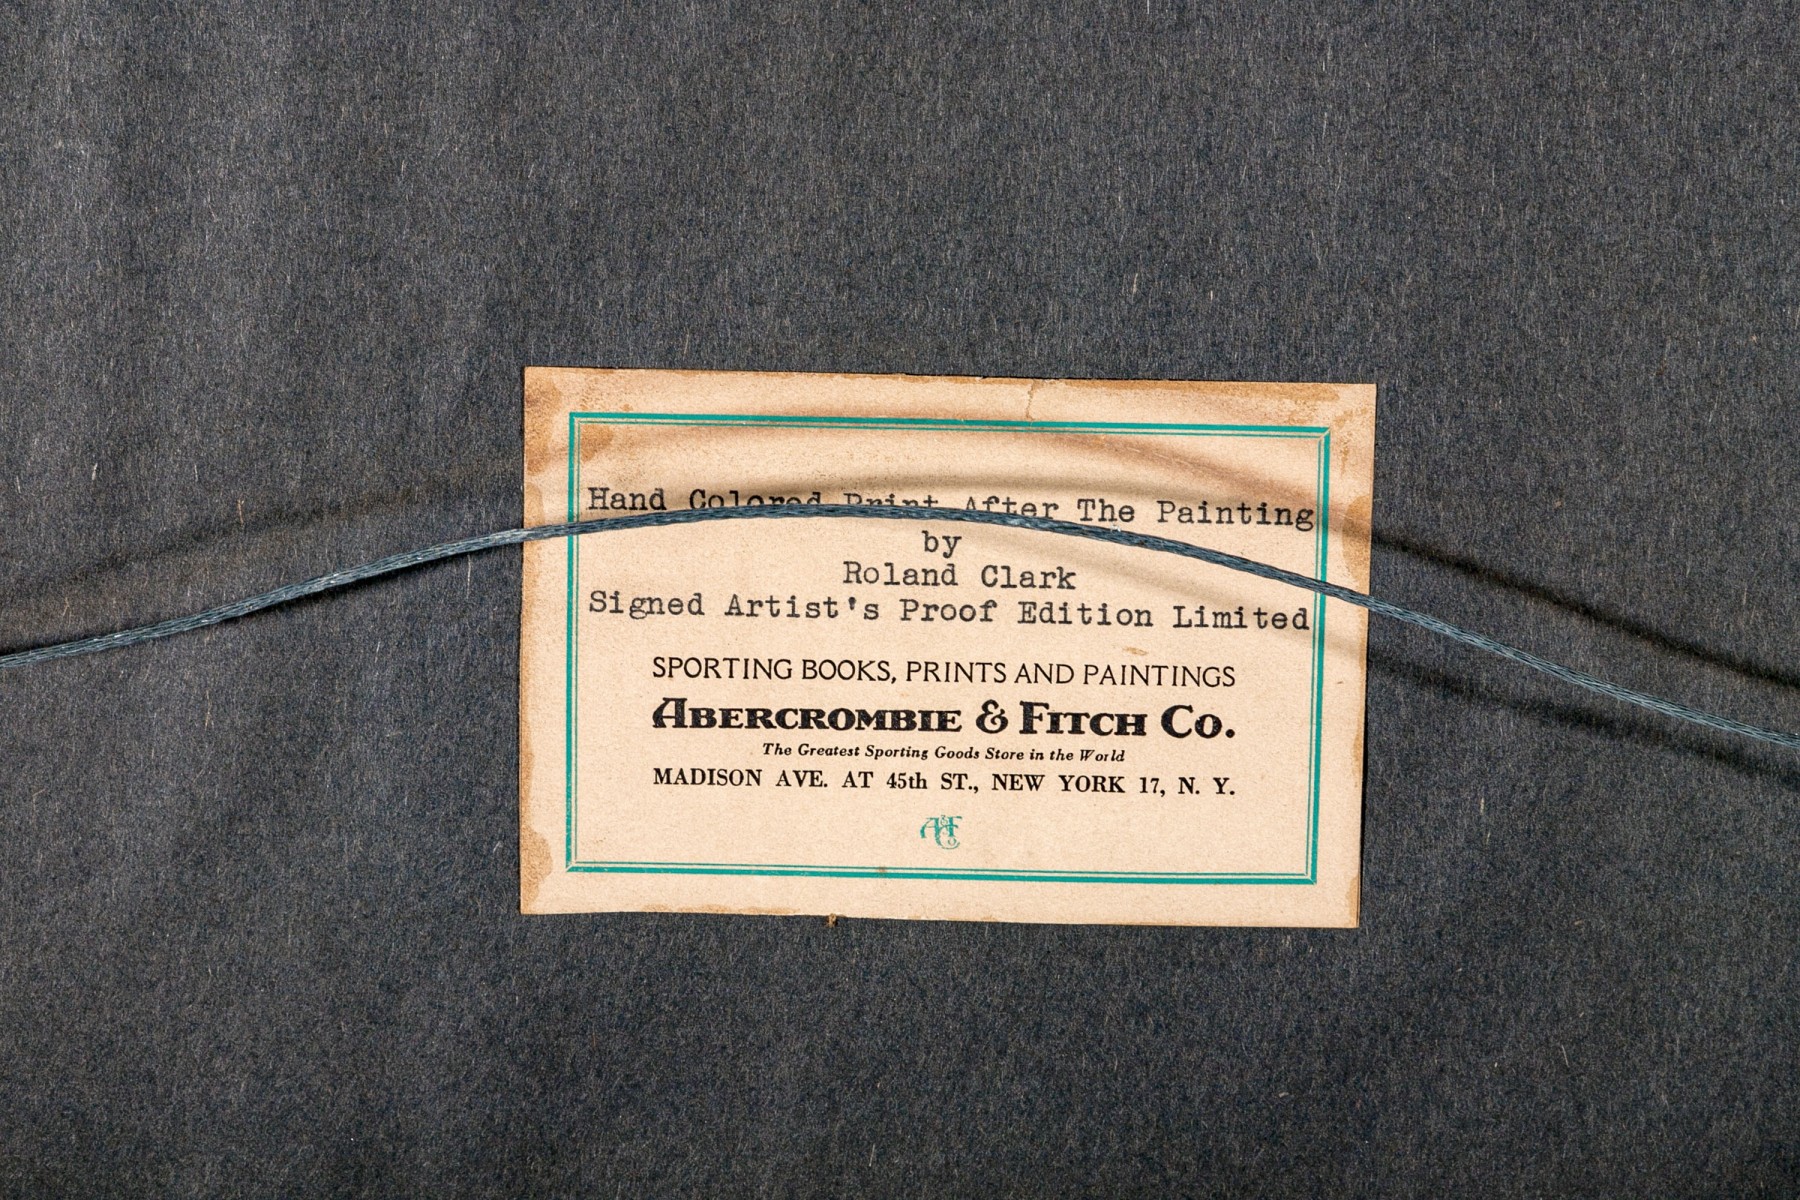 Hand Colored Print After The Painting
by
Roland Clark
Signed Artist's Proof Edition Limited
SPORTING BOOKS, PRINTS AND PAINTINGS
ABERCROMBIE & FITCH CO.
The Greatest Sporting Goods Store in the World
MADISON AVE. AT 45th ST., NEW YORK 17, N. Y.
A&F Co